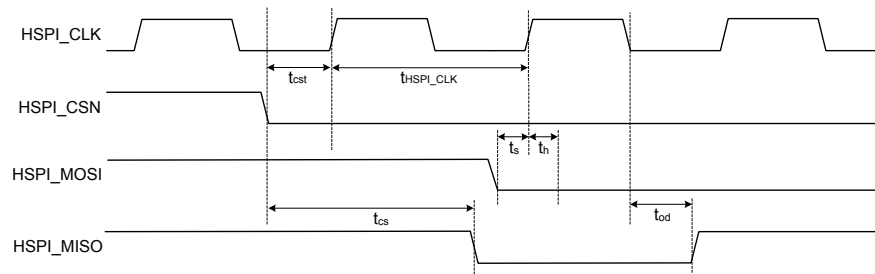 HSPI_CLK
tcst
tHSPI_CLK
HSPI_CSN
ts
th
HSPI_MOSI
tcs
tod
HSPI_MISO